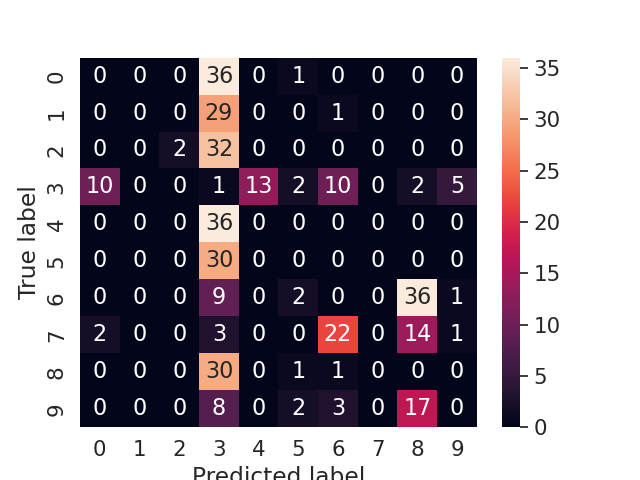 0 0 0 0 36 0 1 0 0 0 0
1 0 0 0 29 0 0 1 0 0 0
2 0 0 2 32 0 0 0 0 0 0
3 10 0 0 1 13 2 10 0 2 5
4 0 0 0 36 0 0 0 0 0 0
5 0 0 0 30 0 0 0 0 0 0
6 0 0 0 9 0 2 0 0 36 1
7 2 0 0 3 0 0 22 0 14 1
8 0 0 0 30 0 1 1 0 0 0
9 0 0 0 8 0 2 3 0 17 0
0 1 2 3 4 5 6 7 8 9
Predicted label
True label
35
30
25
20
15
10
5
0